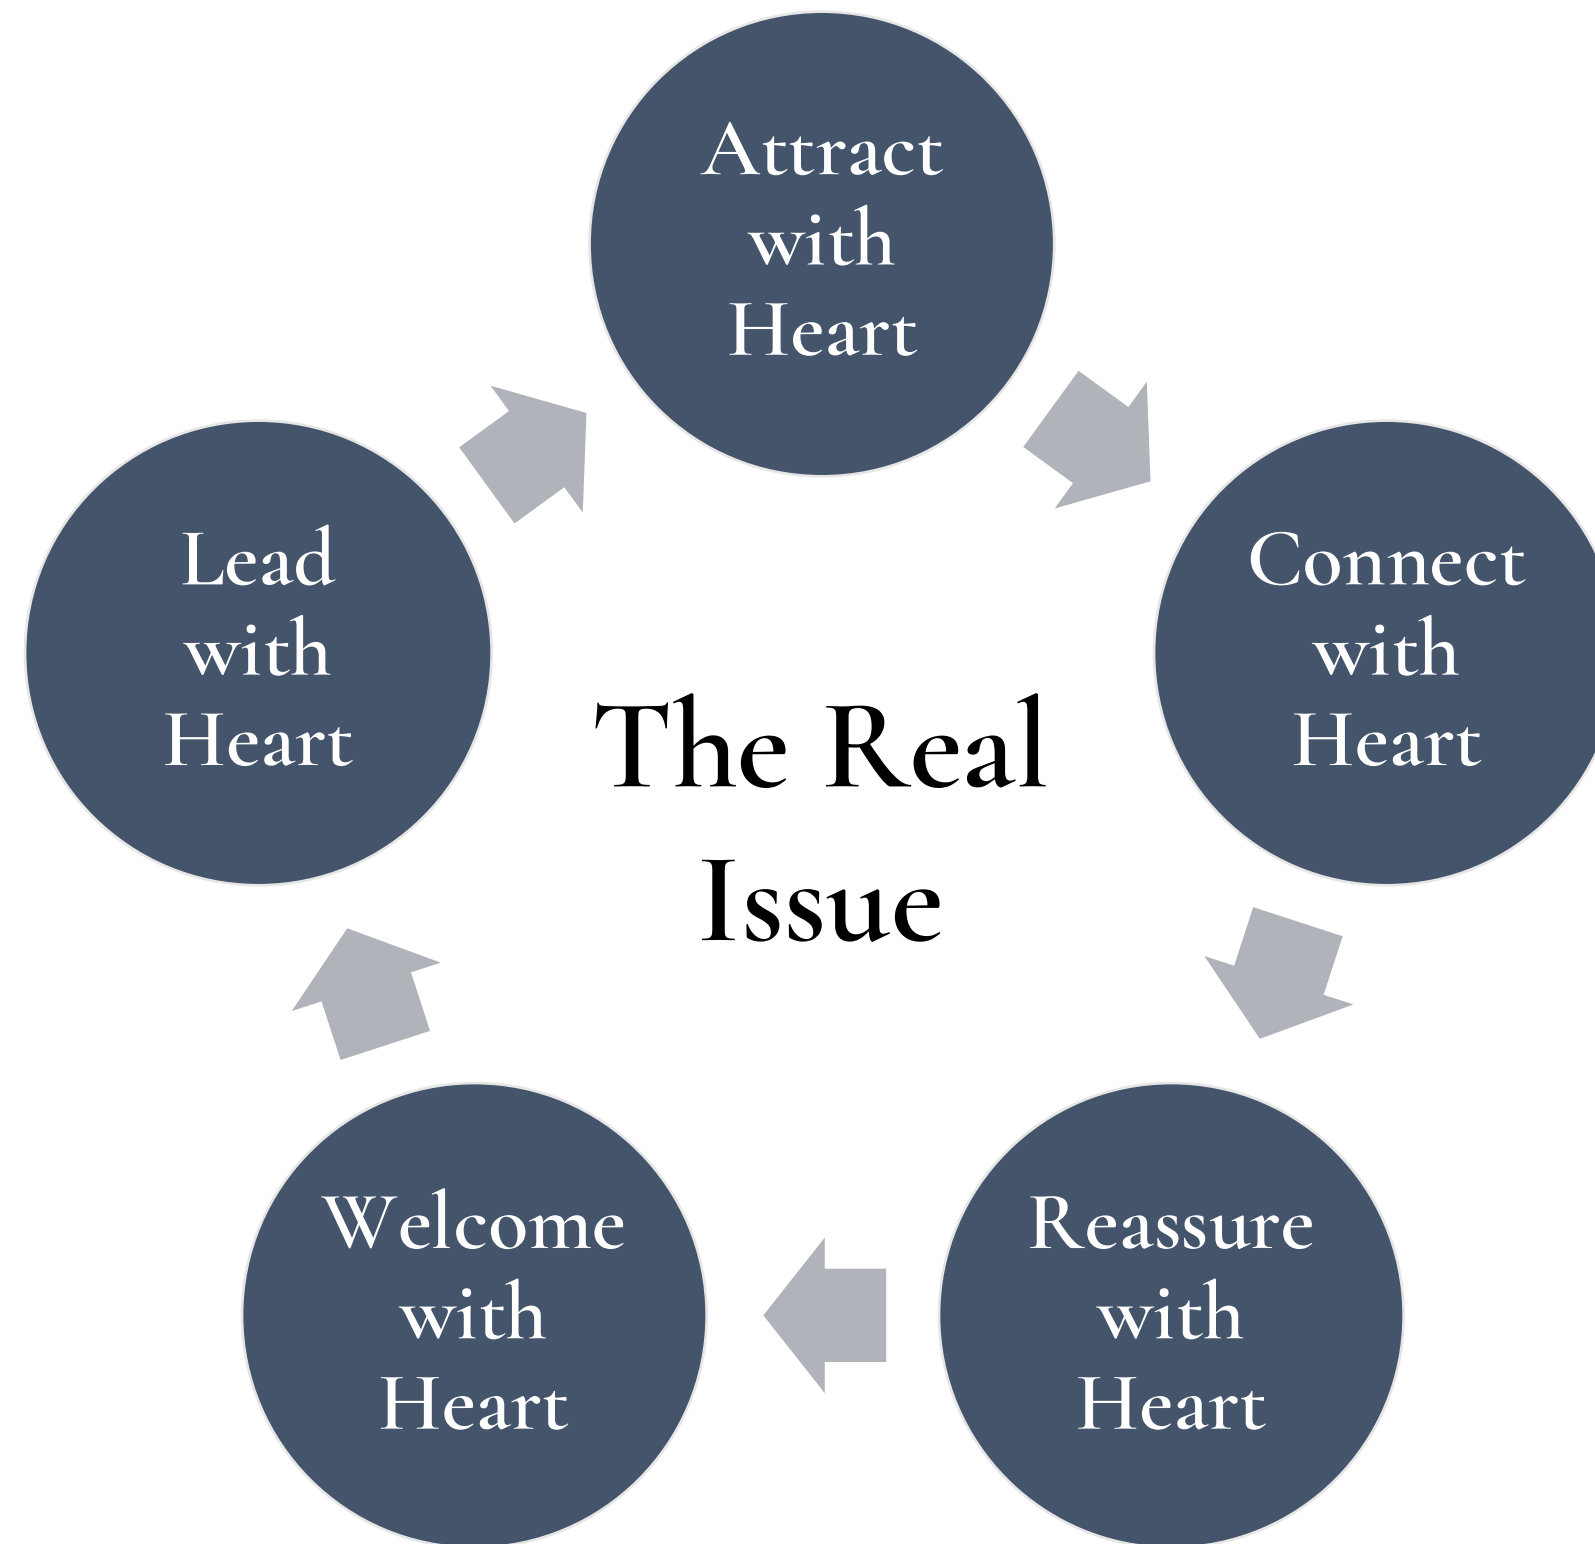 Attract
with
Heart
Connect
with
Heart
Reassure
with
Heart
Welcome
with
Heart
Lead
with
Heart
The Real
Issue